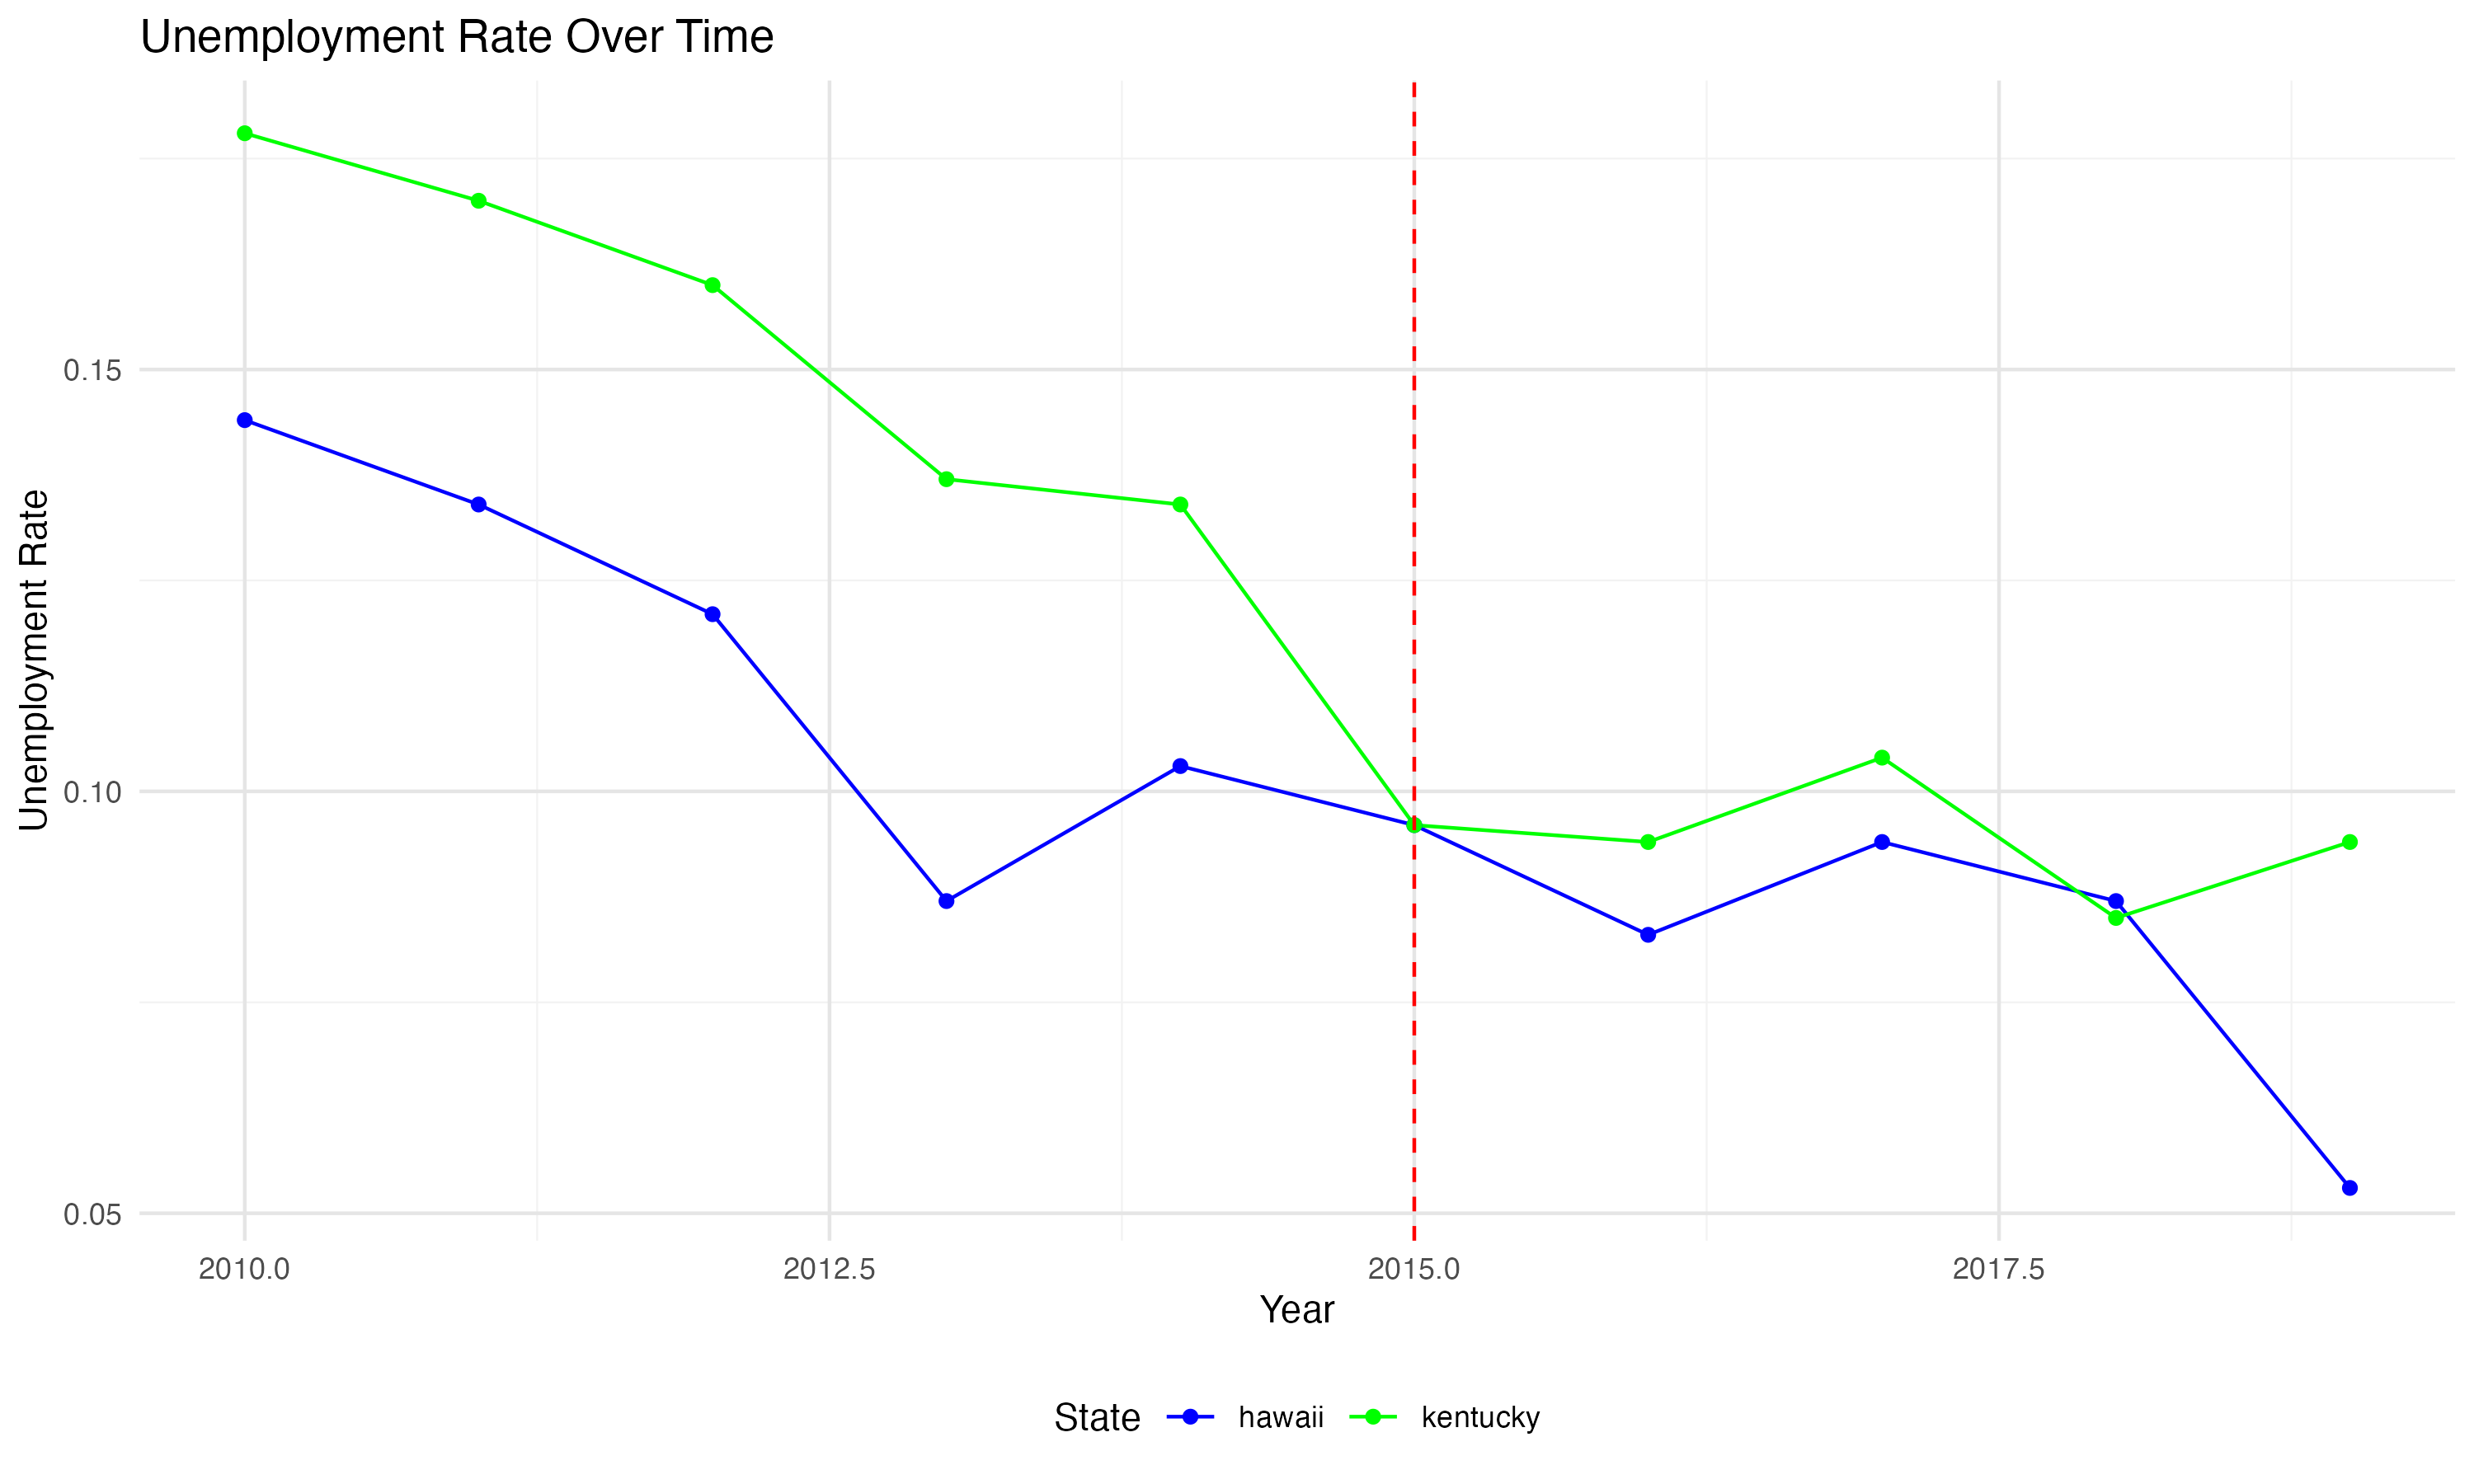 Unemployment Rate Over Time
Unemployment Rate
0.15
0.10
0.05
2010.0 2012.5 2015.0 2017.5
Year
State hawaii kentucky